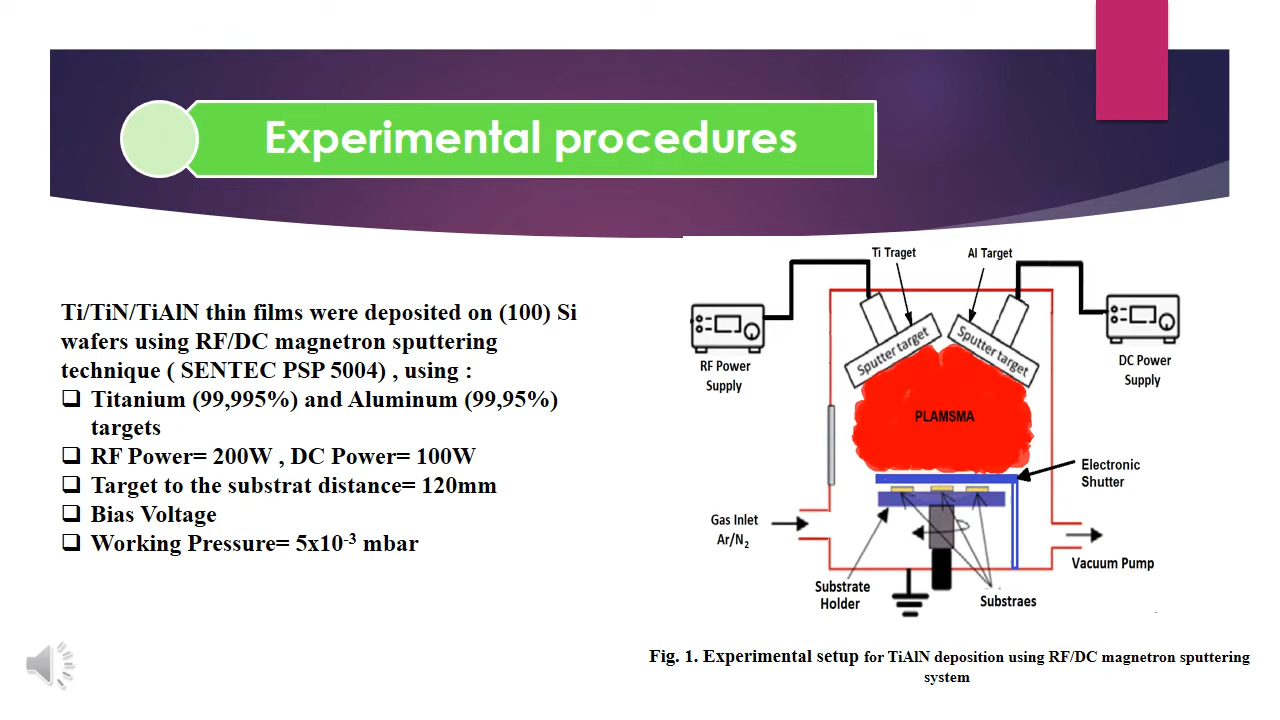 Experimental procedures
Ti/TiN/TiAlN thin films were deposited on (100) Si
wafers using RF/DC magnetron sputtering
technique ( SENTEC PSP 5004) , using :
❑ Titanium (99,995%) and Aluminum (99,95%)
targets
❑ RF Power= 200W , DC Power= 100W
❑ Target to the substrat distance= 120mm
❑ Bias Voltage
❑ Working Pressure= 5x10⁻³ mbar
Ti Traget
Al Target
Sputter target
Sputter target
RF Power
Supply
DC Power
Supply
PLAMSMA
Electronic
Shutter
Gas Inlet
Ar/N₂
Vacuum Pump
Substrate
Holder
Substraes
Fig. 1. Experimental setup for TiAlN deposition using RF/DC magnetron sputtering
system